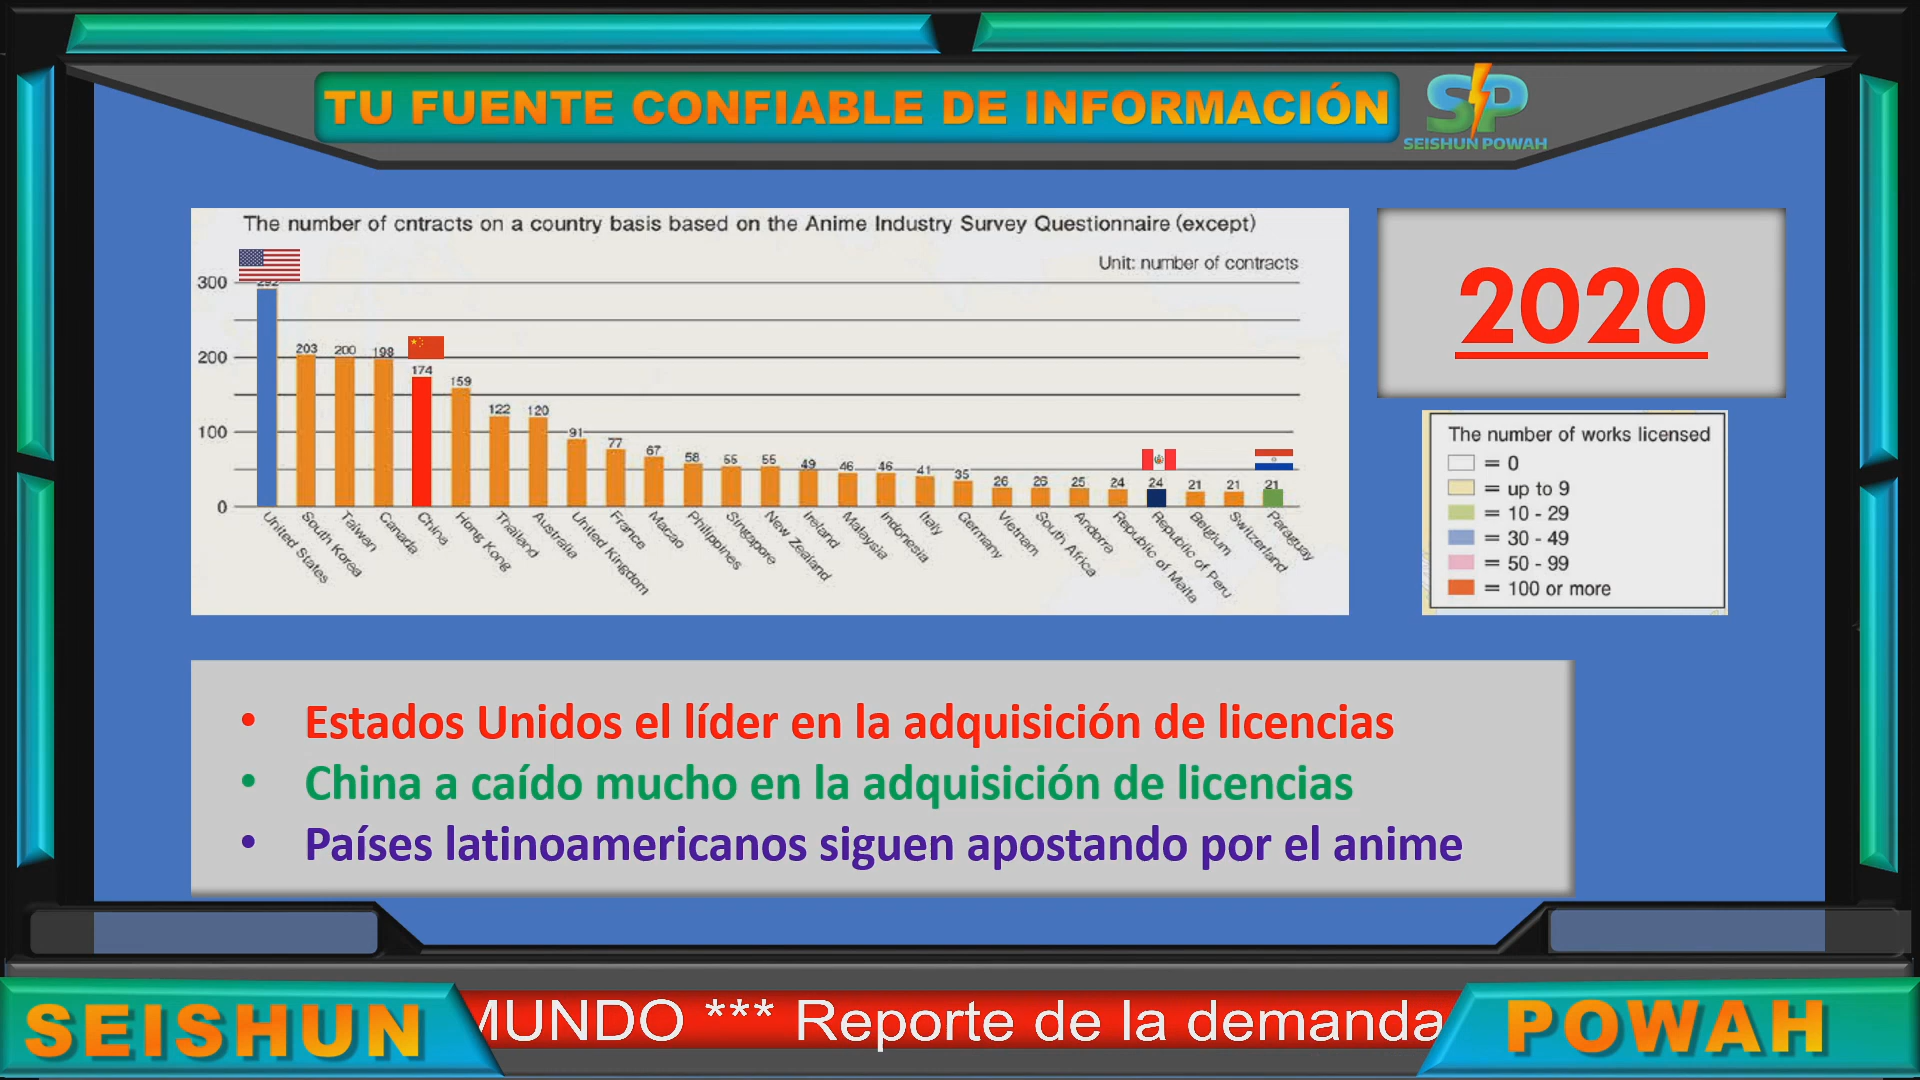 TU FUENTE CONFIABLE DE INFORMACIÓN
SP
SEISHUN POWAH
The number of cntracts on a country basis based on the Anime Industry Survey Questionnaire (except)
Unit: number of contracts
300
200
100
0
292
203
200
198
174
159
122
120
91
77
67
58
55
55
49
46
46
41
35
26
26
25
24
24
21
21
21
United States
South Korea
Taiwan
Canada
China
Hong Kong
Thailand
Australia
United Kingdom
France
Macao
Philippines
Singapore
New Zealand
Ireland
Malaysia
Indonesia
Italy
Germany
Vietnam
South Africa
Andorra
Republic of Malta
Republic of Peru
Belgium
Switzerland
Paraguay
2020
The number of works licensed
= 0
= up to 9
= 10 - 29
= 30 - 49
= 50 - 99
= 100 or more
• Estados Unidos el líder en la adquisición de licencias
• China a caído mucho en la adquisición de licencias
• Países latinoamericanos siguen apostando por el anime
SEISHUN
MUNDO *** Reporte de la demanda
POWAH